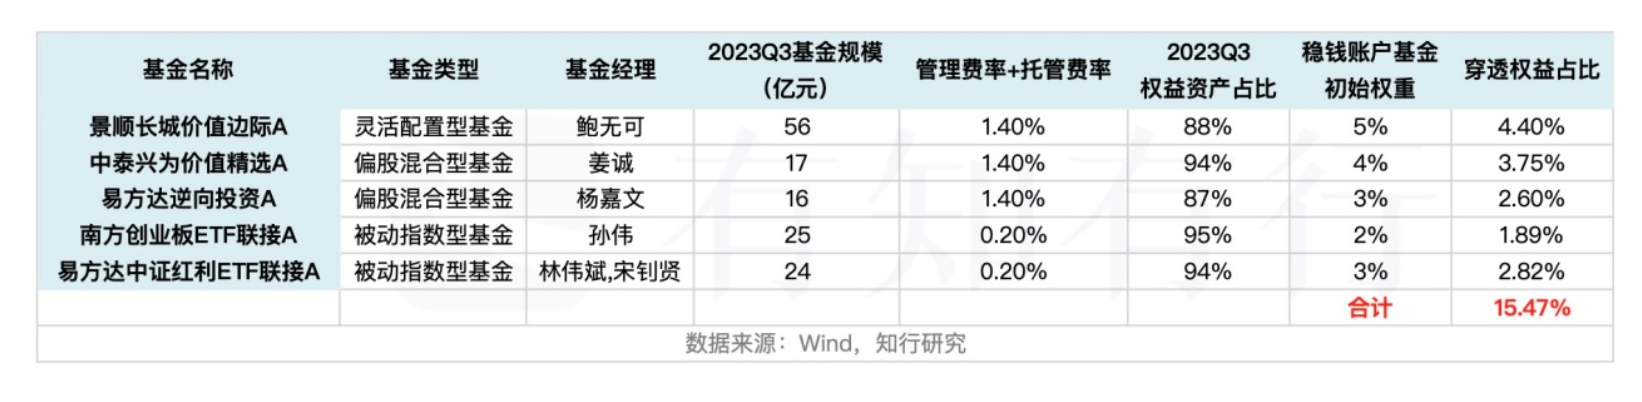 基金名称 基金类型 基金经理 2023Q3基金规模（亿元） 管理费率+托管费率 2023Q3权益资产占比 稳钱账户基金初始权重 穿透权益占比
景顺长城价值边际A 灵活配置型基金 鲍无可 56 1.40% 88% 5% 4.40%
中泰兴为价值精选A 偏股混合型基金 姜诚 17 1.40% 94% 4% 3.75%
易方达逆向投资A 偏股混合型基金 杨嘉文 16 1.40% 87% 3% 2.60%
南方创业板ETF联接A 被动指数型基金 孙伟 25 0.20% 95% 2% 1.89%
易方达中证红利ETF联接A 被动指数型基金 林伟斌,宋钊贤 24 0.20% 94% 3% 2.82%
合计 15.47%
数据来源：Wind，知行研究
有知有行